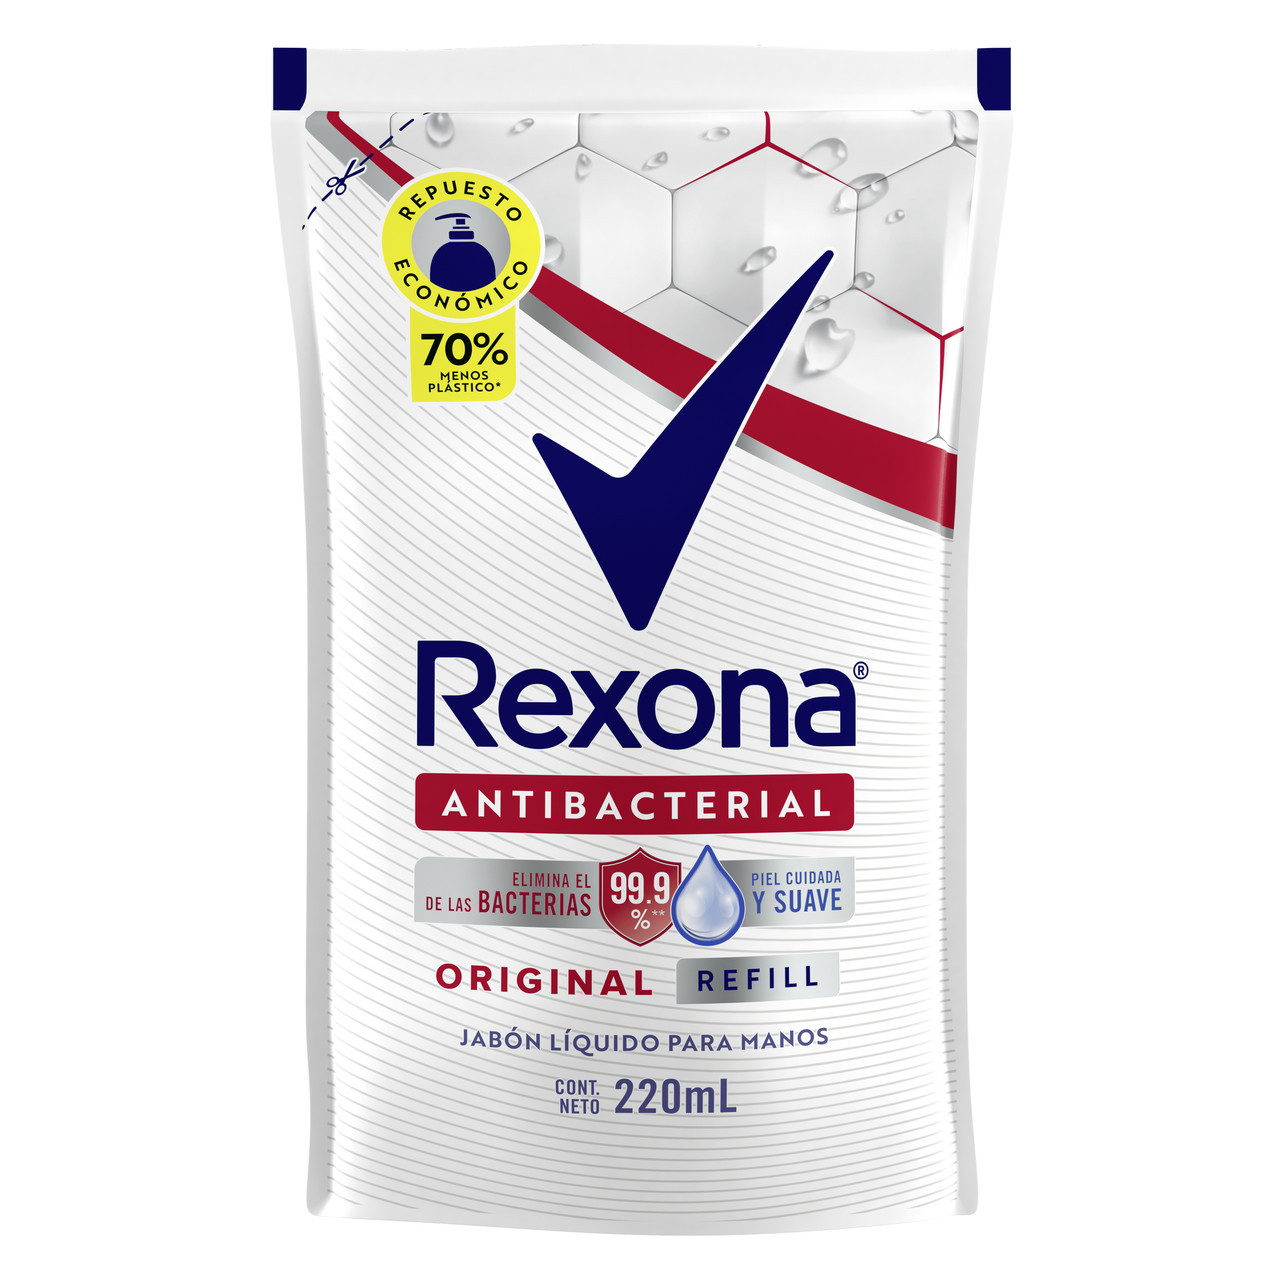 REPUESTO
ECONÓMICO
70%
MENOS
PLÁSTICO*
Rexona®
ANTIBACTERIAL
ELIMINA EL
DE LAS BACTERIAS
99.9
%**
PIEL CUIDADA
Y SUAVE
ORIGINAL
REFILL
JABÓN LÍQUIDO PARA MANOS
CONT.
NETO
220mL